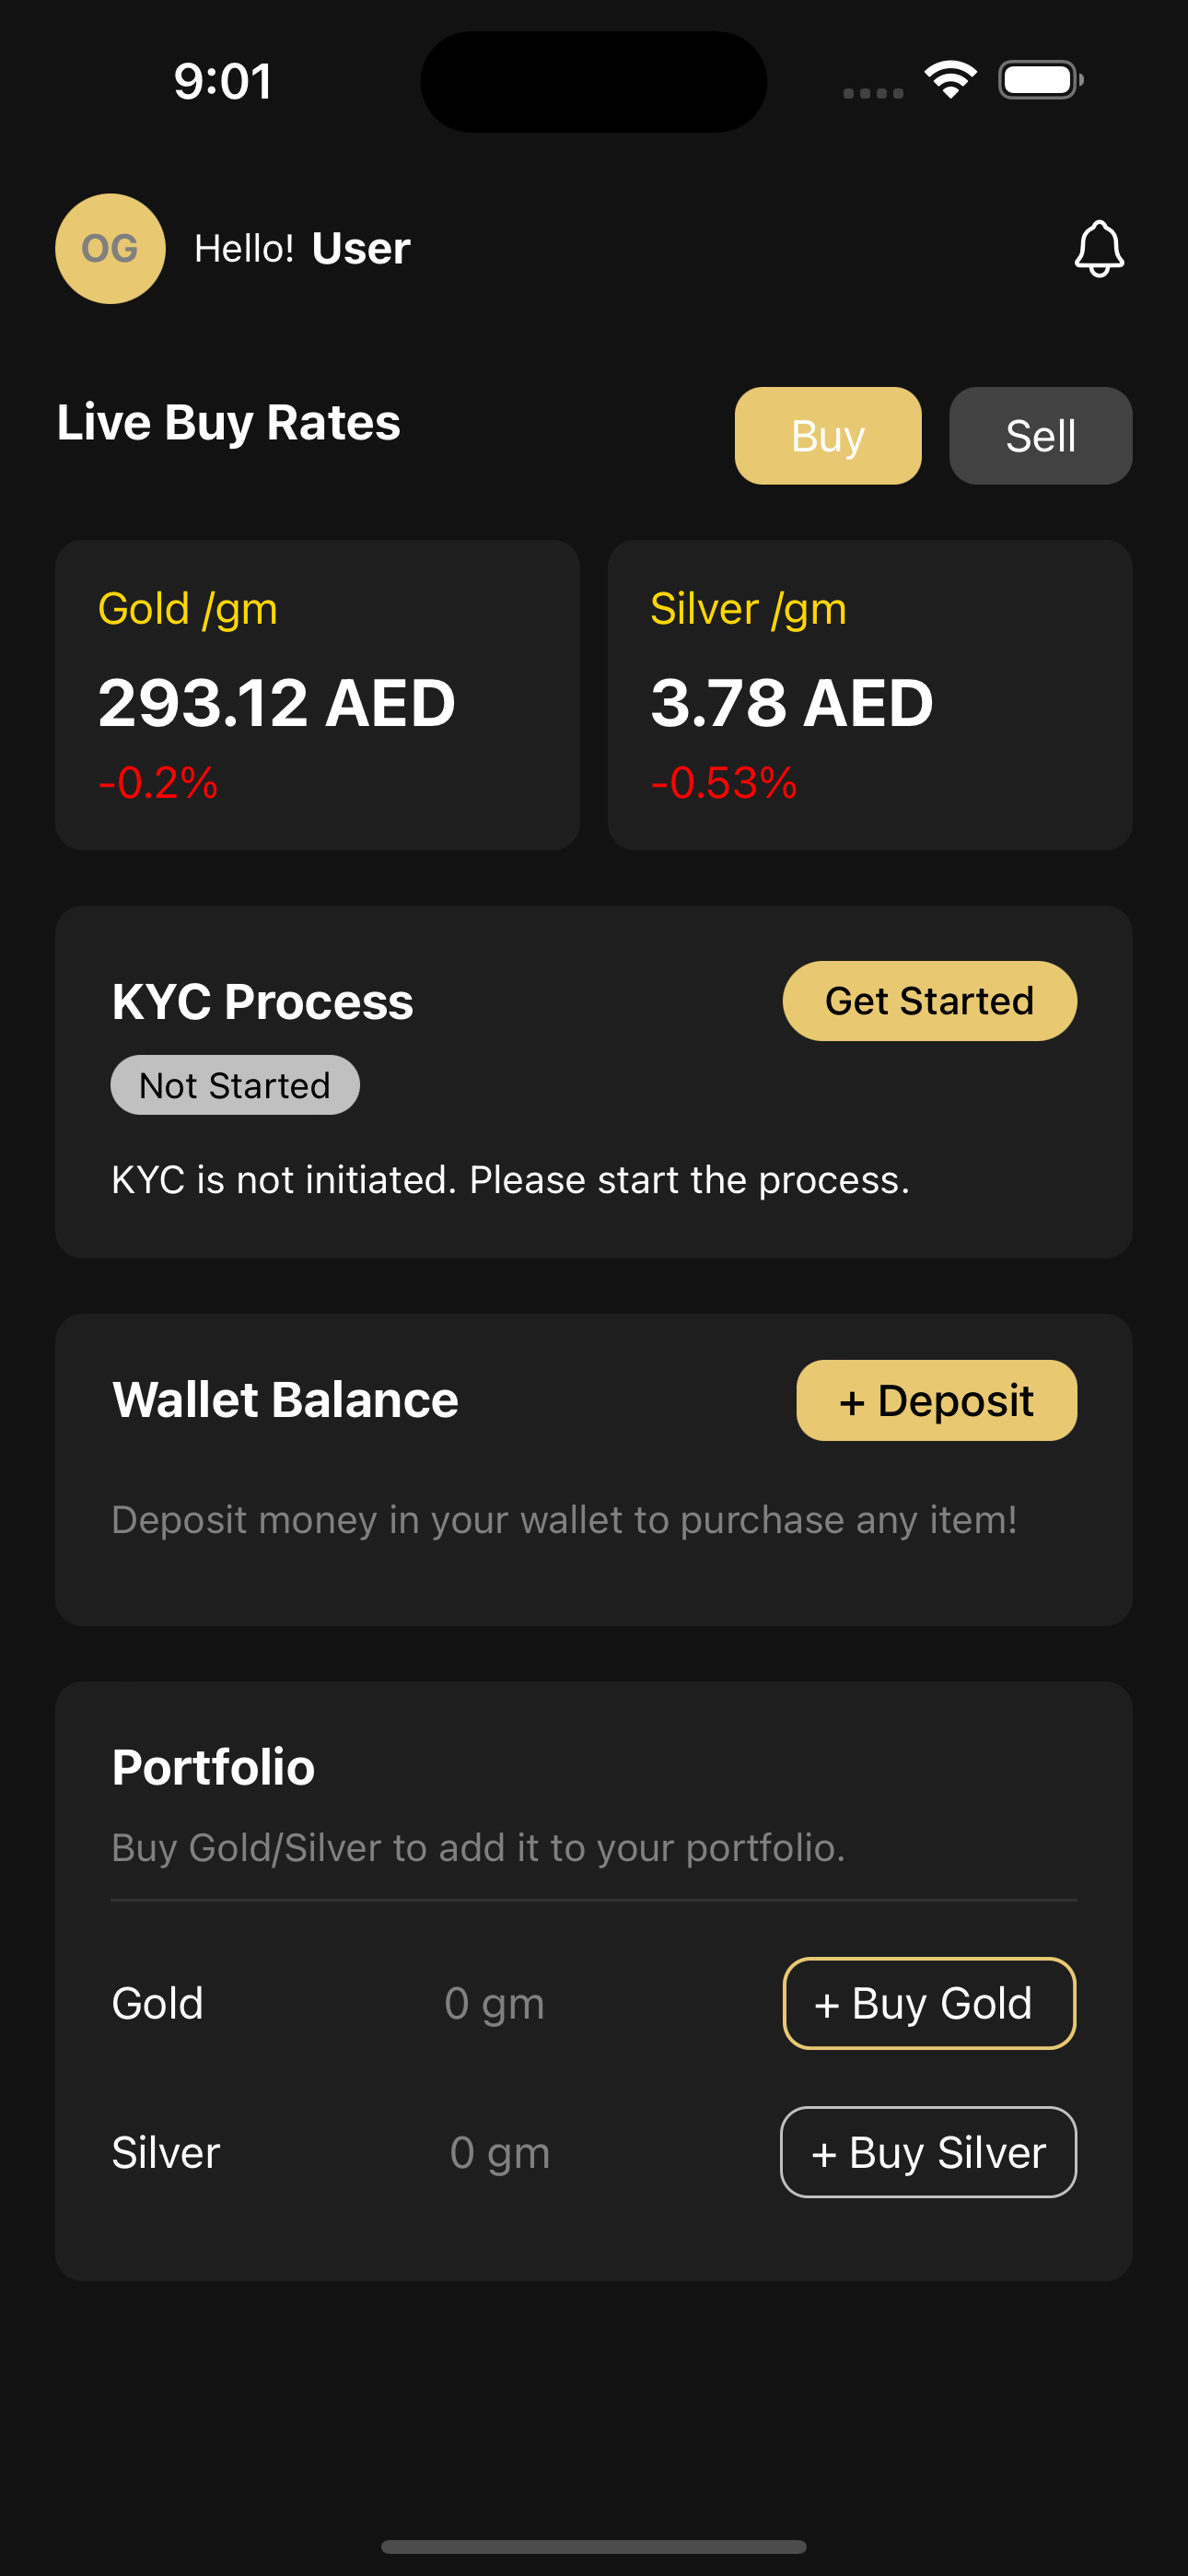 9:01
OG Hello! User
Live Buy Rates
Buy Sell
Gold /gm
293.12 AED
-0.2%
Silver /gm
3.78 AED
-0.53%
KYC Process
Get Started
Not Started
KYC is not initiated. Please start the process.
Wallet Balance
+ Deposit
Deposit money in your wallet to purchase any item!
Portfolio
Buy Gold/Silver to add it to your portfolio.
Gold 0 gm + Buy Gold
Silver 0 gm + Buy Silver